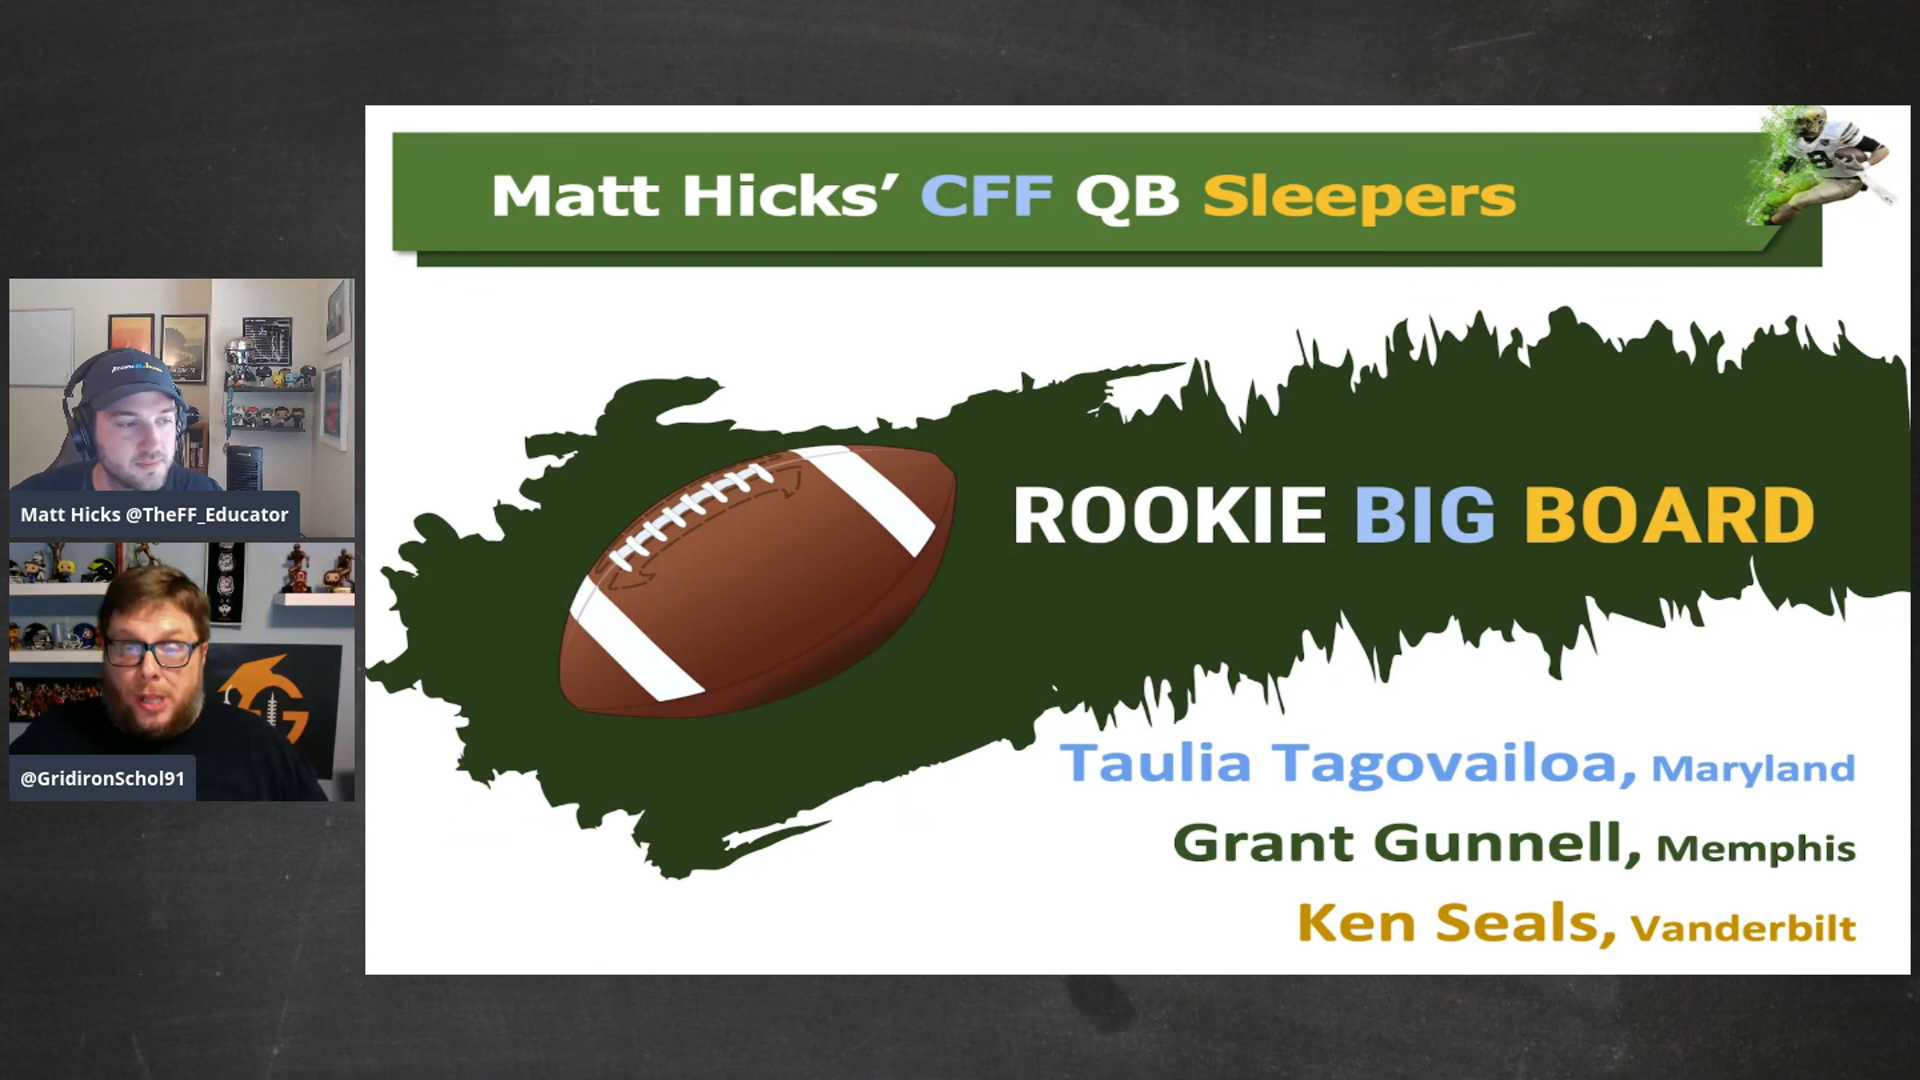 Matt Hicks’ CFF QB Sleepers
Matt Hicks @TheFF_Educator
@GridironSchol91
ROOKIE BIG BOARD
Taulia Tagovailoa, Maryland
Grant Gunnell, Memphis
Ken Seals, Vanderbilt